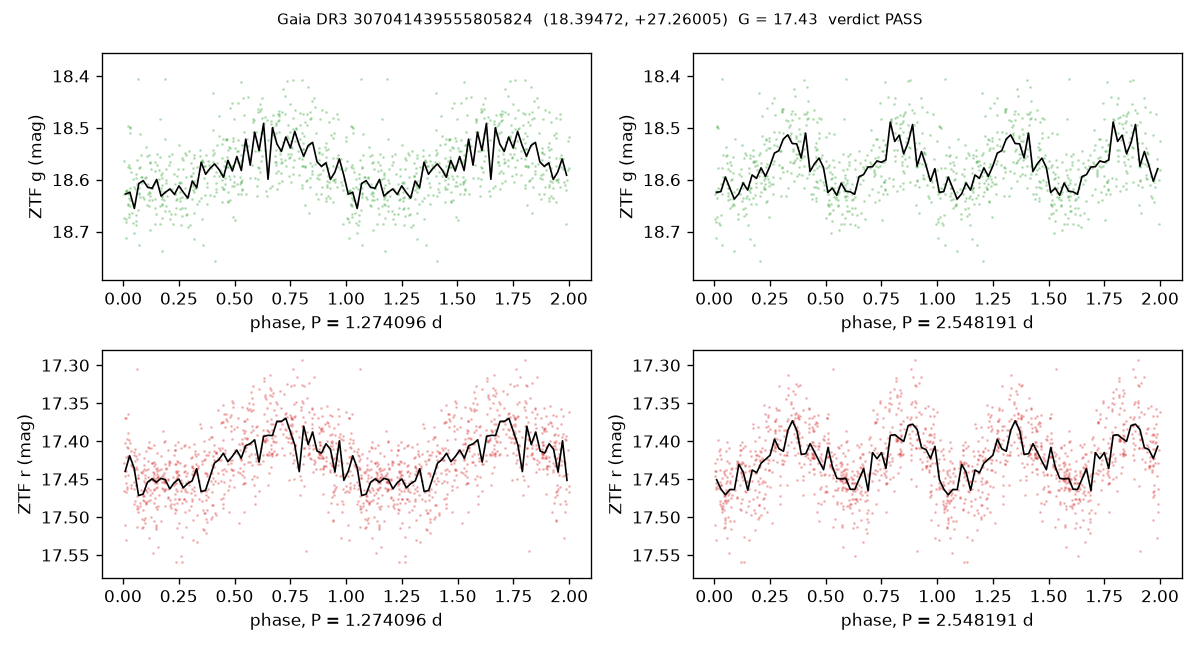 Gaia DR3 307041439555805824  (18.39472, +27.26005)  G = 17.43  verdict PASS
ZTF g (mag)
18.4
18.5
18.6
18.7
0.00 0.25 0.50 0.75 1.00 1.25 1.50 1.75 2.00
phase, P = 1.274096 d
ZTF g (mag)
18.4
18.5
18.6
18.7
0.00 0.25 0.50 0.75 1.00 1.25 1.50 1.75 2.00
phase, P = 2.548191 d
ZTF r (mag)
17.30
17.35
17.40
17.45
17.50
17.55
0.00 0.25 0.50 0.75 1.00 1.25 1.50 1.75 2.00
phase, P = 1.274096 d
ZTF r (mag)
17.30
17.35
17.40
17.45
17.50
17.55
0.00 0.25 0.50 0.75 1.00 1.25 1.50 1.75 2.00
phase, P = 2.548191 d